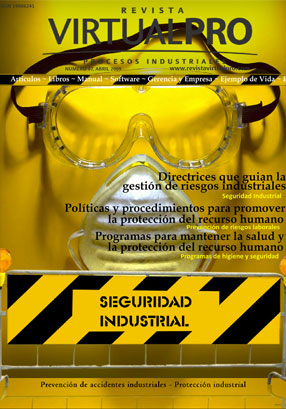 REVISTA
VIRTUALPRO
PROCESOS INDUSTRIALES
www.revistavirtualpro.com
Artículos ~ Libros ~ Manual ~ Software ~ Gerencia y Empresa ~ Ejemplo de Vida ~
Directrices que guian la
gestión de riesgos industriales
Seguridad industrial
Políticas y procedimientos para promover
la protección del recurso humano
Prevención de riesgos laborales
Programas para mantener la salud y
la protección del recurso humano
Programas de higiene y seguridad
SEGURIDAD
INDUSTRIAL
Prevención de accidentes industriales - Protección industrial